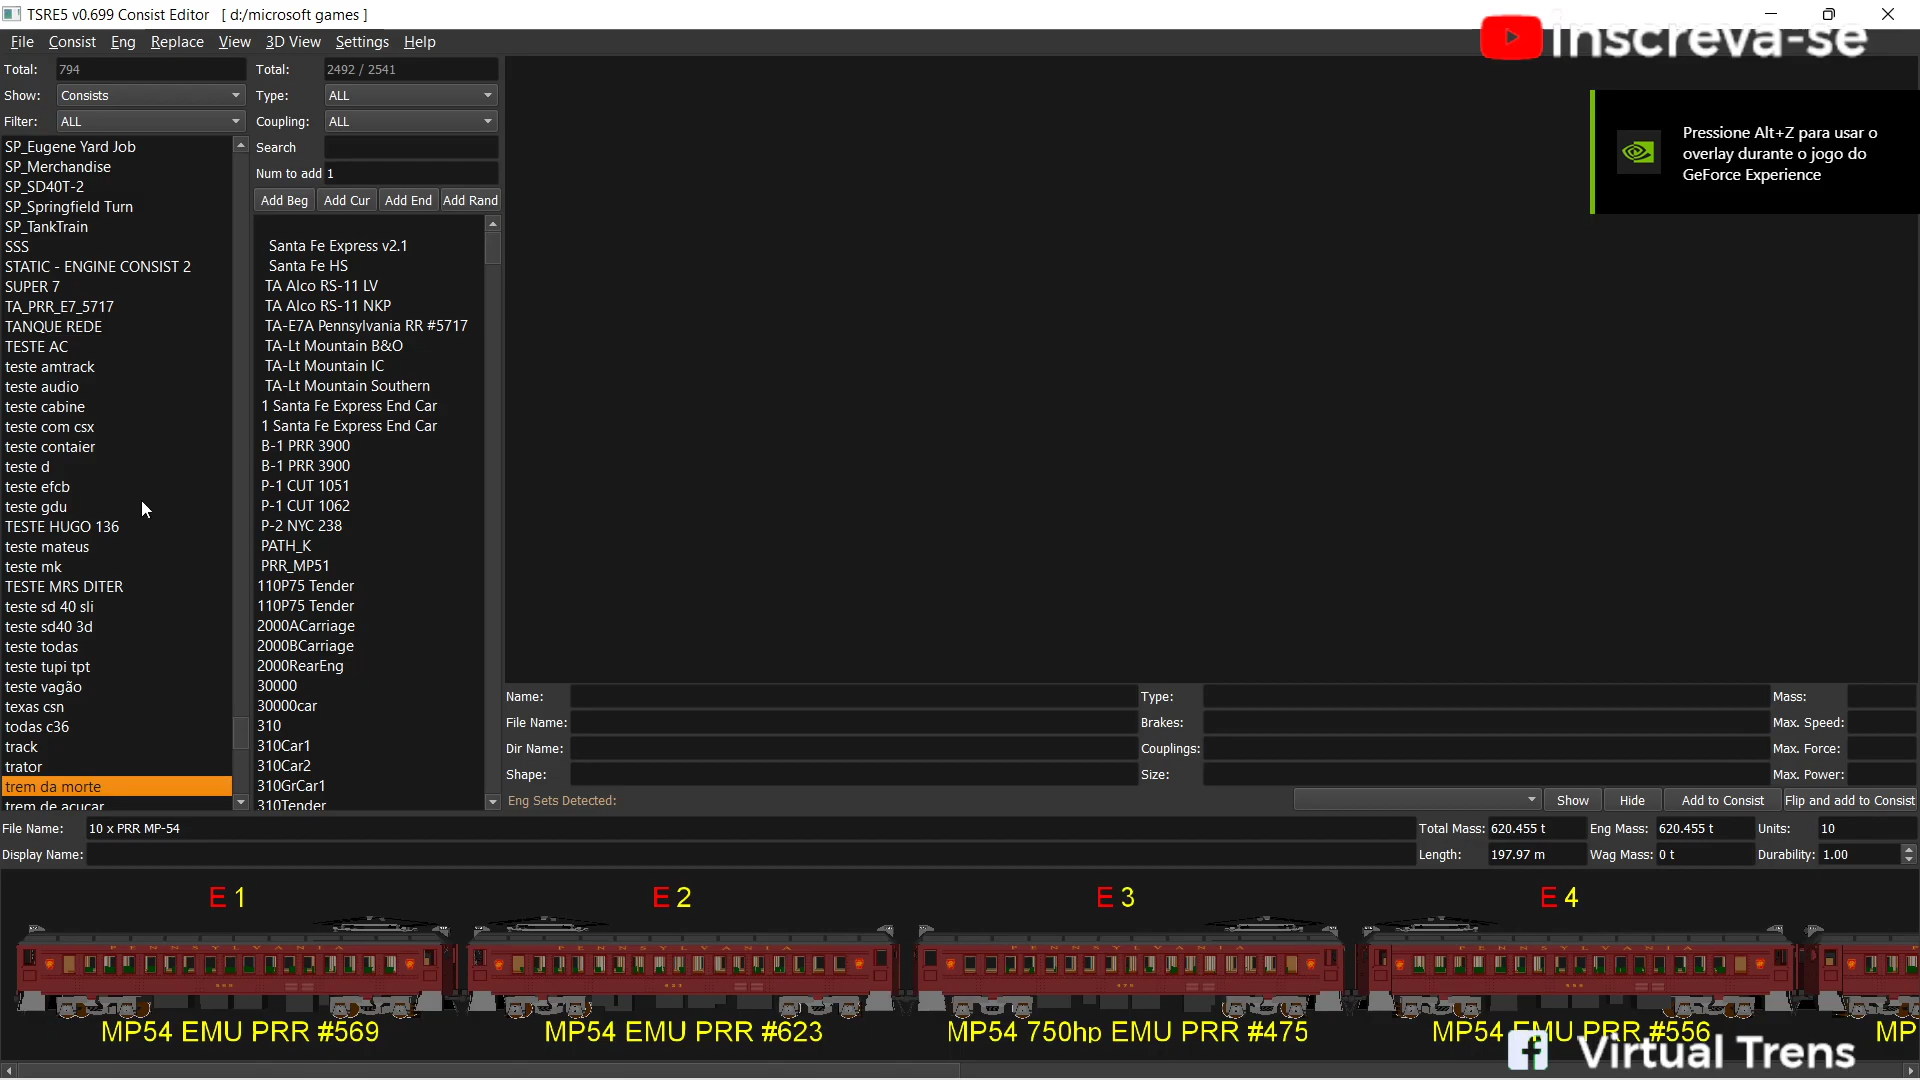 TSRE5 v0.699 Consist Editor [ d:/microsoft games ]
inscreva-se
File Consist Eng Replace View 3D View Settings Help
Total: 794
Show: Consists
Filter: ALL
SP_Eugene Yard Job
SP_Merchandise
SP_SD40T-2
SP_Springfield Turn
SP_TankTrain
SSS
STATIC - ENGINE CONSIST 2
SUPER 7
TA_PRR_E7_5717
TANQUE REDE
TESTE AC
teste amtrack
teste audio
teste cabine
teste com csx
teste contaier
teste d
teste efcb
teste gdu
TESTE HUGO 136
teste mateus
teste mk
TESTE MRS DITER
teste sd 40 sli
teste sd40 3d
teste todas
teste tupi tpt
teste vagão
texas csn
todas c36
track
trator
trem da morte
trem de acucar
Total: 2492 / 2541
Type: ALL
Coupling: ALL
Search
Num to add 1
Add Beg Add Cur Add End Add Rand
Santa Fe Express v2.1
Santa Fe HS
TA Alco RS-11 LV
TA Alco RS-11 NKP
TA-E7A Pennsylvania RR #5717
TA-Lt Mountain B&O
TA-Lt Mountain IC
TA-Lt Mountain Southern
1 Santa Fe Express End Car
1 Santa Fe Express End Car
B-1 PRR 3900
B-1 PRR 3900
P-1 CUT 1051
P-1 CUT 1062
P-2 NYC 238
PATH_K
PRR_MP51
110P75 Tender
110P75 Tender
2000ACarriage
2000BCarriage
2000RearEng
30000
30000car
310
310Car1
310Car2
310GrCar1
310Tender
Pressione Alt+Z para usar o
overlay durante o jogo do
GeForce Experience
Name: Type: Mass:
File Name: Brakes: Max. Speed:
Dir Name: Couplings: Max. Force:
Shape: Size: Max. Power:
Eng Sets Detected: Show Hide Add to Consist Flip and add to Consist
File Name: 10 x PRR MP-54 Total Mass: 620.455 t Eng Mass: 620.455 t Units: 10
Display Name: Length: 197.97 m Wag Mass: 0 t Durability: 1.00
E 1 E 2 E 3 E 4
PENNSYLVANIA PENNSYLVANIA PENNSYLVANIA PENNSYLVANIA
MP54 EMU PRR #569 MP54 EMU PRR #623 MP54 750hp EMU PRR #475 MP54 EMU PRR #556 MP
Virtual Trens